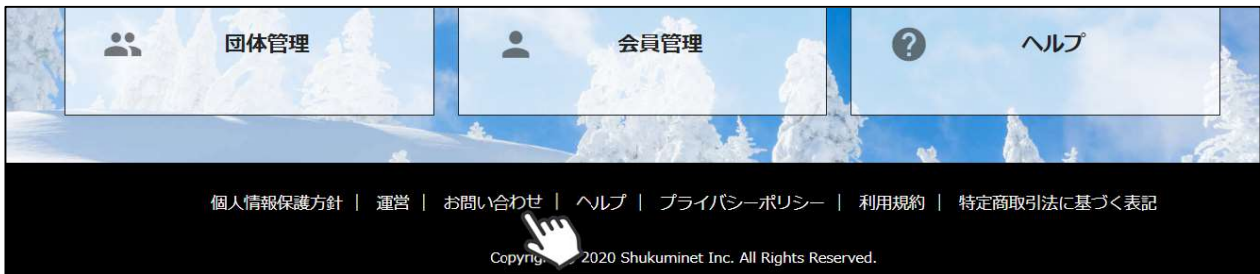 団体管理
会員管理
ヘルプ
個人情報保護方針 | 運営 | お問い合わせ | ヘルプ | プライバシーポリシー | 利用規約 | 特定商取引法に基づく表記
2020 Shukuminet Inc. All Rights Reserved.